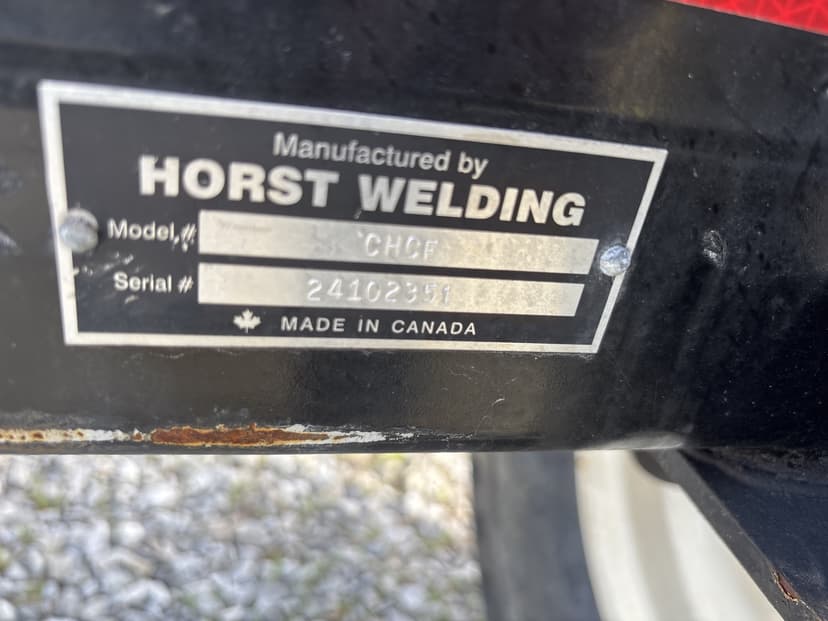 Manufactured by
HORST WELDING
Model #
CHCF
Serial #
24102351
MADE IN CANADA